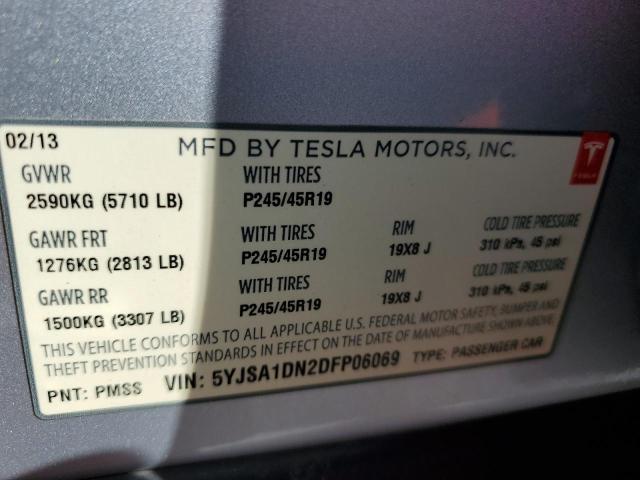 02/13 MFD BY TESLA MOTORS, INC.
TESLA
GVWR WITH TIRES
2590KG (5710 LB) P245/45R19
GAWR FRT WITH TIRES RIM COLD TIRE PRESSURE
1276KG (2813 LB) P245/45R19 19X8 J 310 kPa, 45 psi
GAWR RR WITH TIRES RIM COLD TIRE PRESSURE
1500KG (3307 LB) P245/45R19 19X8 J 310 kPa, 45 psi
THIS VEHICLE CONFORMS TO ALL APPLICABLE U.S. FEDERAL MOTOR SAFETY, BUMPER AND
THEFT PREVENTION STANDARDS IN EFFECT ON THE DATE OF MANUFACTURE SHOWN ABOVE.
PNT: PMSS VIN: 5YJSA1DN2DFP06069 TYPE: PASSENGER CAR